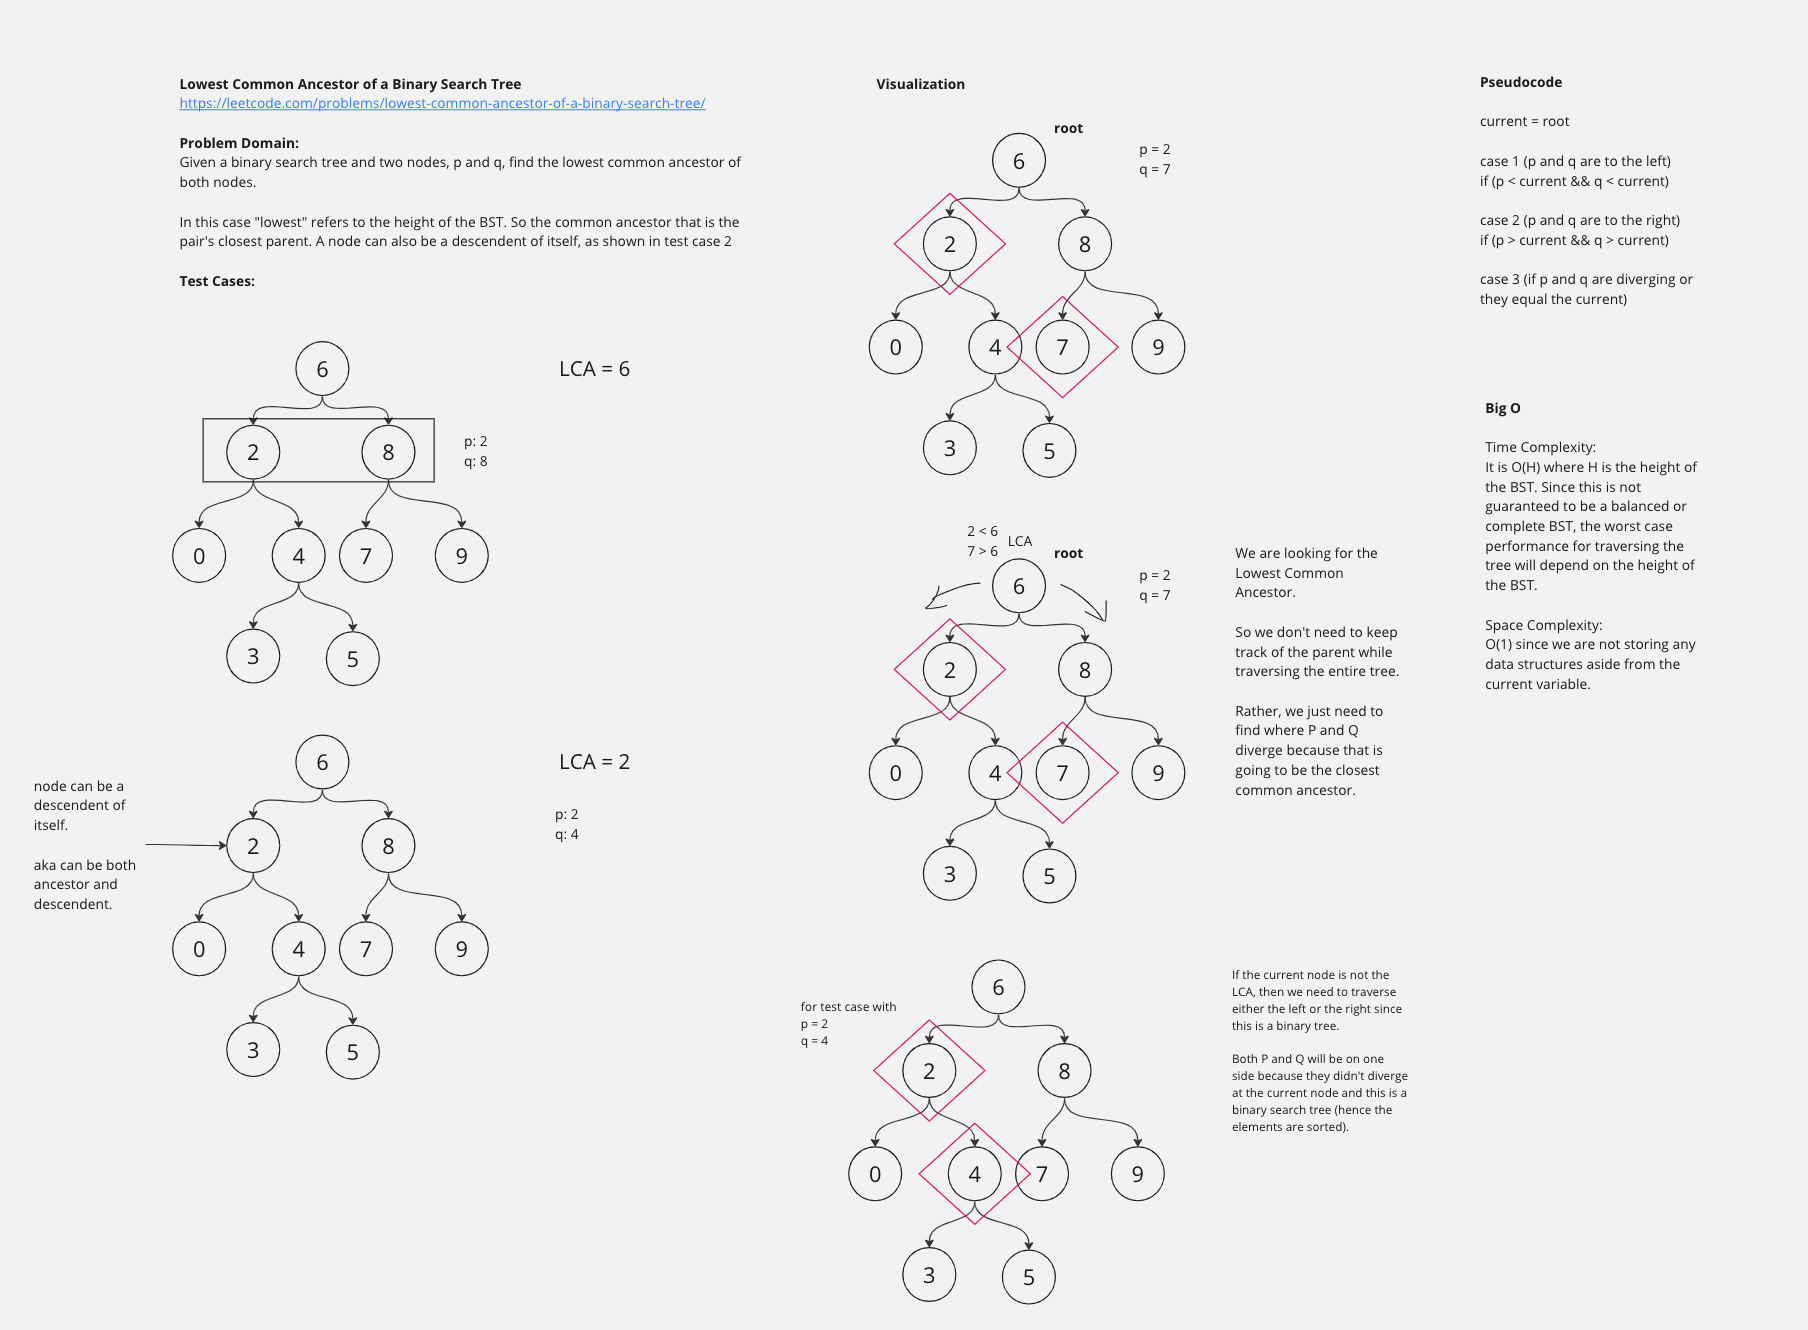 Lowest Common Ancestor of a Binary Search Tree
https://leetcode.com/problems/lowest-common-ancestor-of-a-binary-search-tree/
Problem Domain:
Given a binary search tree and two nodes, p and q, find the lowest common ancestor of
both nodes.
In this case "lowest" refers to the height of the BST. So the common ancestor that is the
pair's closest parent. A node can also be a descendent of itself, as shown in test case 2
Test Cases:
6
LCA = 6
2
8
p: 2
q: 8
0
4
7
9
3
5
6
LCA = 2
p: 2
q: 4
node can be a
descendent of
itself.
aka can be both
ancestor and
descendent.
2
8
0
4
7
9
3
5
Visualization
root
6
p = 2
q = 7
2
8
0
4
7
9
3
5
2 < 6
7 > 6
LCA
root
6
p = 2
q = 7
2
8
0
4
7
9
3
5
We are looking for the
Lowest Common
Ancestor.
So we don't need to keep
track of the parent while
traversing the entire tree.
Rather, we just need to
find where P and Q
diverge because that is
going to be the closest
common ancestor.
6
for test case with
p = 2
q = 4
2
8
0
4
7
9
3
5
If the current node is not the
LCA, then we need to traverse
either the left or the right since
this is a binary tree.
Both P and Q will be on one
side because they didn't diverge
at the current node and this is a
binary search tree (hence the
elements are sorted).
Pseudocode
current = root
case 1 (p and q are to the left)
if (p < current && q < current)
case 2 (p and q are to the right)
if (p > current && q > current)
case 3 (if p and q are diverging or
they equal the current)
Big O
Time Complexity:
It is O(H) where H is the height of
the BST. Since this is not
guaranteed to be a balanced or
complete BST, the worst case
performance for traversing the
tree will depend on the height of
the BST.
Space Complexity:
O(1) since we are not storing any
data structures aside from the
current variable.